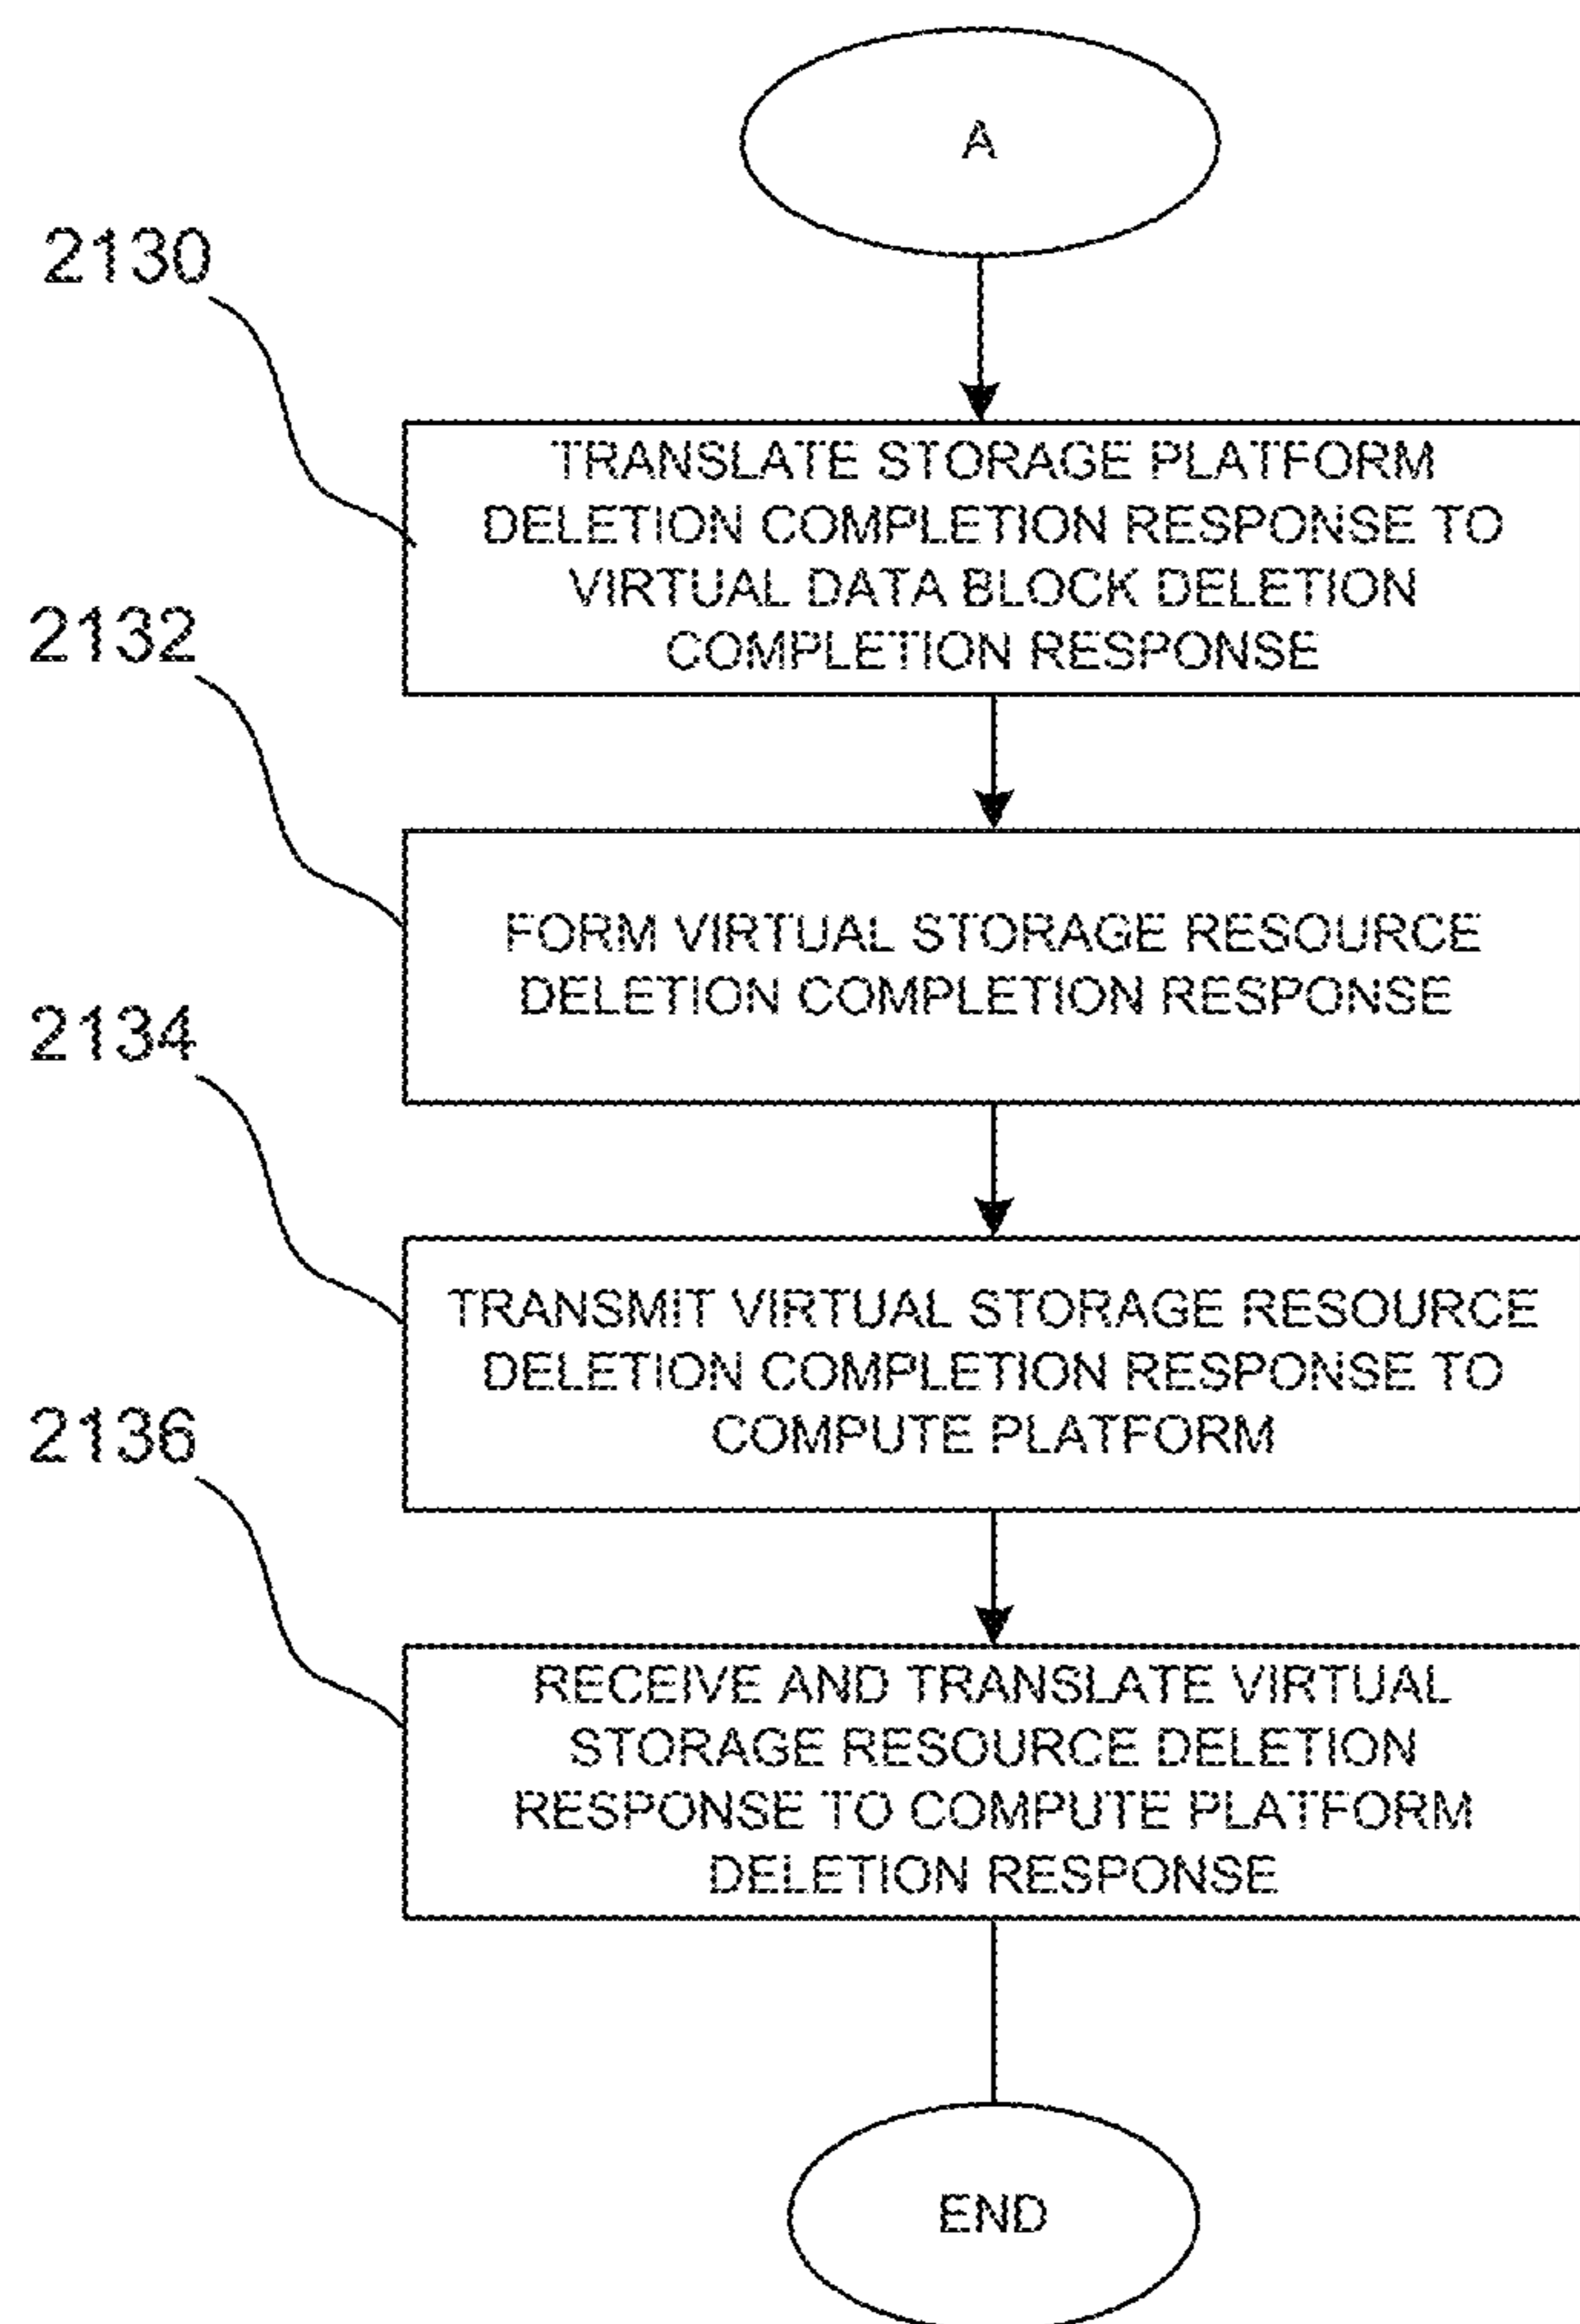 A
2130
TRANSLATE STORAGE PLATFORM
DELETION COMPLETION RESPONSE TO
VIRTUAL DATA BLOCK DELETION
COMPLETION RESPONSE
2132
FORM VIRTUAL STORAGE RESOURCE
DELETION COMPLETION RESPONSE
2134
TRANSMIT VIRTUAL STORAGE RESOURCE
DELETION COMPLETION RESPONSE TO
COMPUTE PLATFORM
2136
RECEIVE AND TRANSLATE VIRTUAL
STORAGE RESOURCE DELETION
RESPONSE TO COMPUTE PLATFORM
DELETION RESPONSE
END